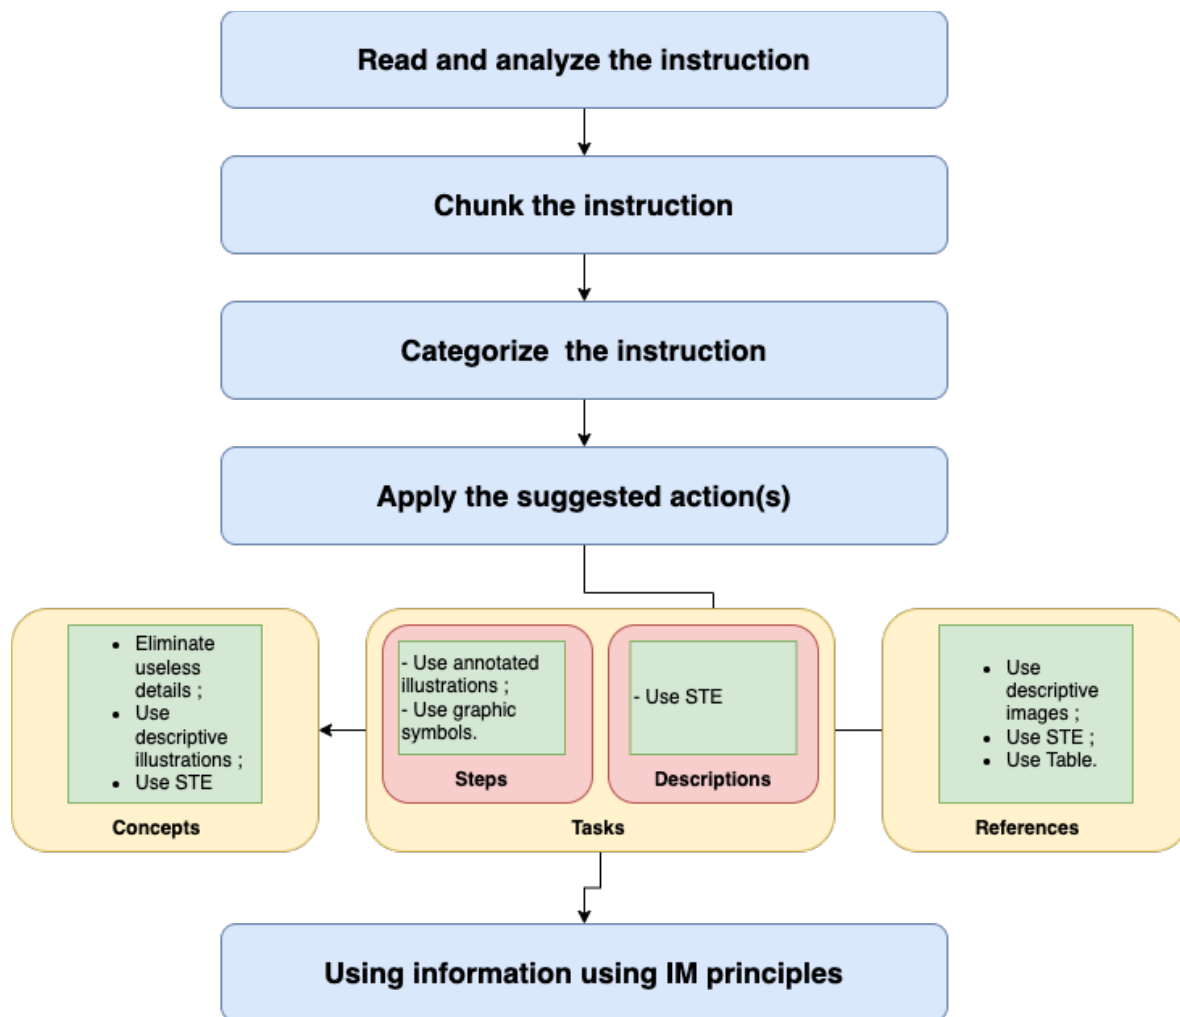 Read and analyze the instruction
Chunk the instruction
Categorize  the instruction
Apply the suggested action(s)
• Eliminate
useless
details ;
• Use
descriptive
illustrations ;
• Use STE
Concepts
- Use annotated
illustrations ;
- Use graphic
symbols.
Steps
- Use STE
Descriptions
Tasks
• Use
descriptive
images ;
• Use STE ;
• Use Table.
References
Using information using IM principles